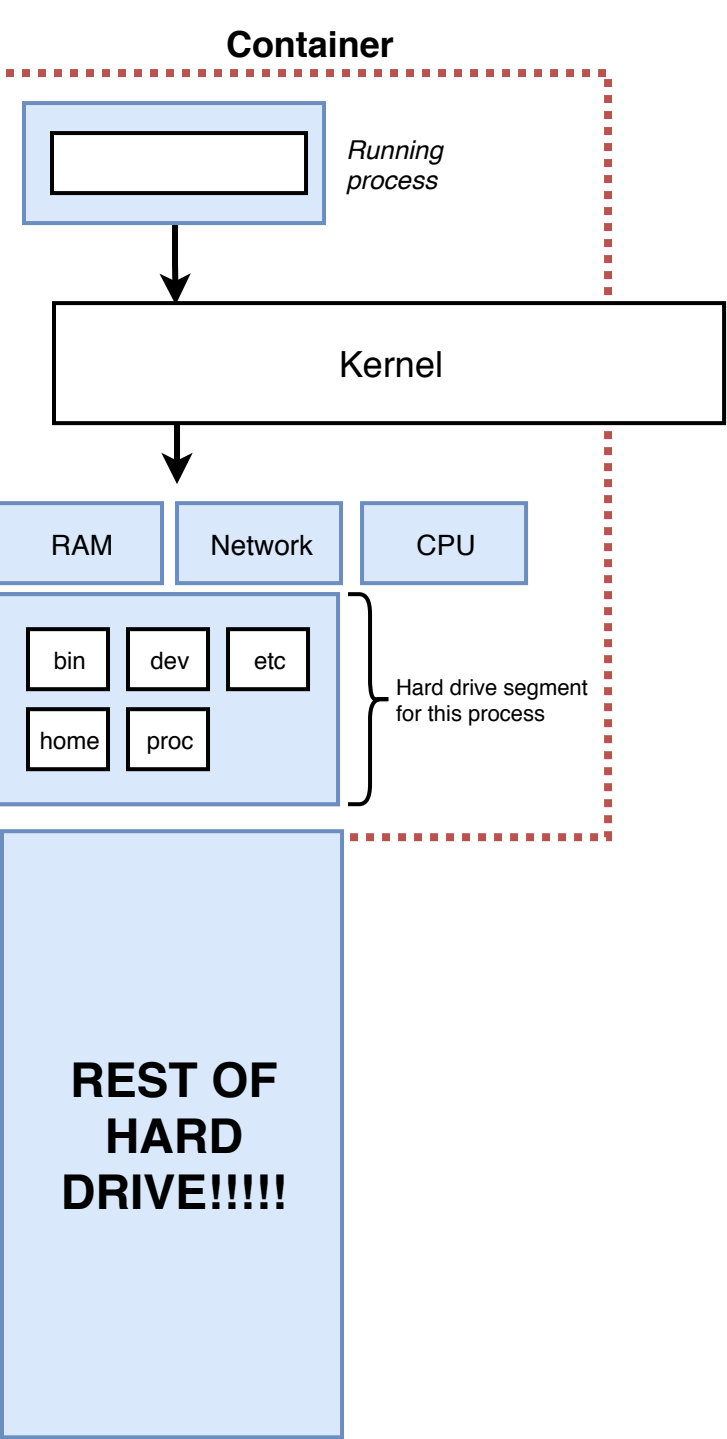 Container
Running
process
Kernel
RAM
Network
CPU
bin
dev
etc
home
proc
Hard drive segment
for this process
REST OF
HARD
DRIVE!!!!!